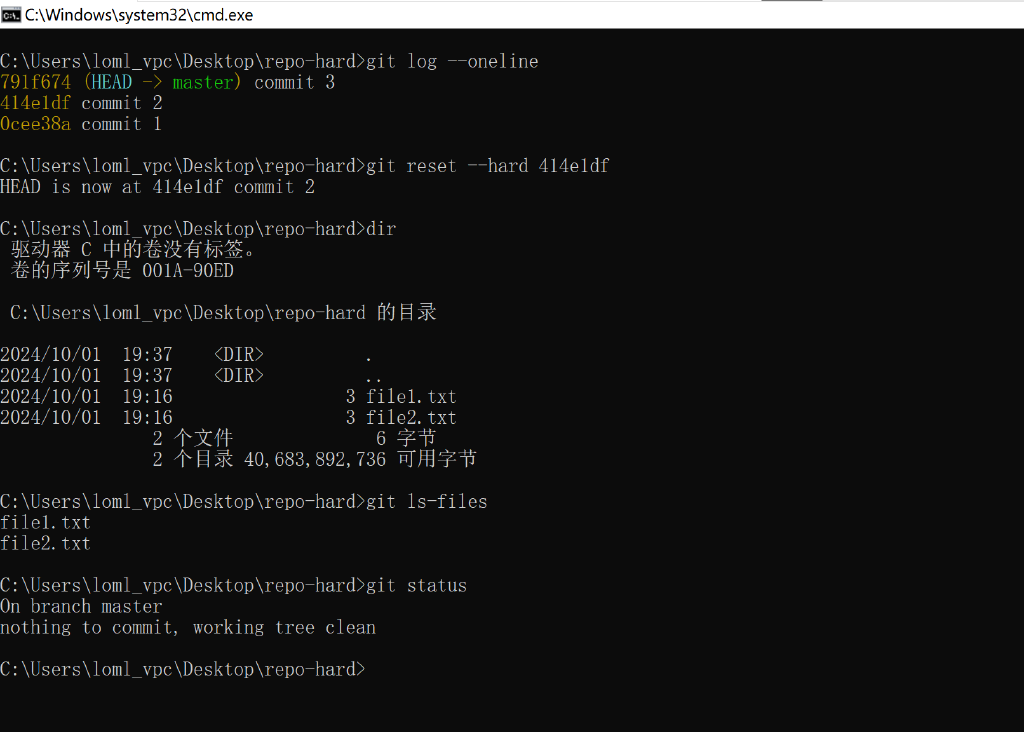 C:\Windows\system32\cmd.exe
C:\Users\loml_vpc\Desktop\repo-hard>git log --oneline
791f674 (HEAD -> master) commit 3
414e1df commit 2
0cee38a commit 1
C:\Users\loml_vpc\Desktop\repo-hard>git reset --hard 414e1df
HEAD is now at 414e1df commit 2
C:\Users\loml_vpc\Desktop\repo-hard>dir
驱动器 C 中的卷没有标签。
卷的序列号是 001A-90ED
C:\Users\loml_vpc\Desktop\repo-hard 的目录
2024/10/01 19:37 <DIR> .
2024/10/01 19:37 <DIR> ..
2024/10/01 19:16 3 file1.txt
2024/10/01 19:16 3 file2.txt
2 个文件 6 字节
2 个目录 40,683,892,736 可用字节
C:\Users\loml_vpc\Desktop\repo-hard>git ls-files
file1.txt
file2.txt
C:\Users\loml_vpc\Desktop\repo-hard>git status
On branch master
nothing to commit, working tree clean
C:\Users\loml_vpc\Desktop\repo-hard>